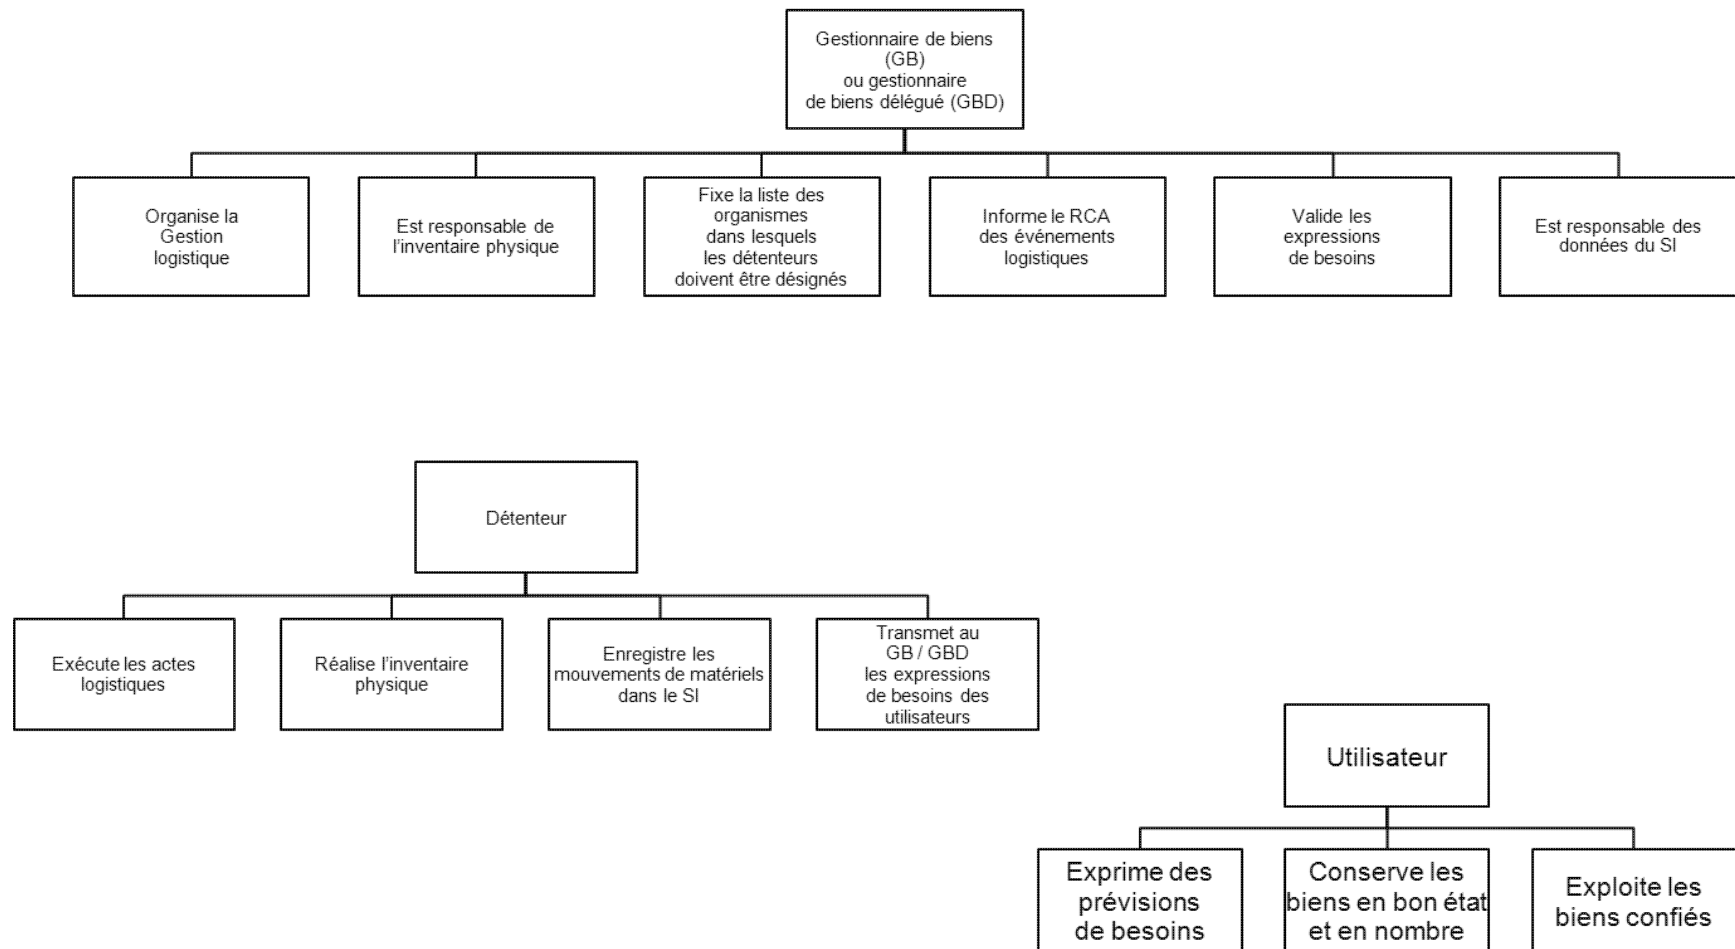 Gestionnaire de biens
(GB)
ou gestionnaire
de biens délégué (GBD)
Organise la
Gestion
logistique
Est responsable de
l'inventaire physique
Fixe la liste des
organismes
dans lesquels
les détenteurs
doivent être désignés
Informe le RCA
des événements
logistiques
Valide les
expressions
de besoins
Est responsable des
données du SI
Détenteur
Exécute les actes
logistiques
Réalise l'inventaire
physique
Enregistre les
mouvements de matériels
dans le SI
Transmet au
GB / GBD
les expressions
de besoins des
utilisateurs
Utilisateur
Exprime des
prévisions
de besoins
Conserve les
biens en bon état
et en nombre
Exploite les
biens confiés